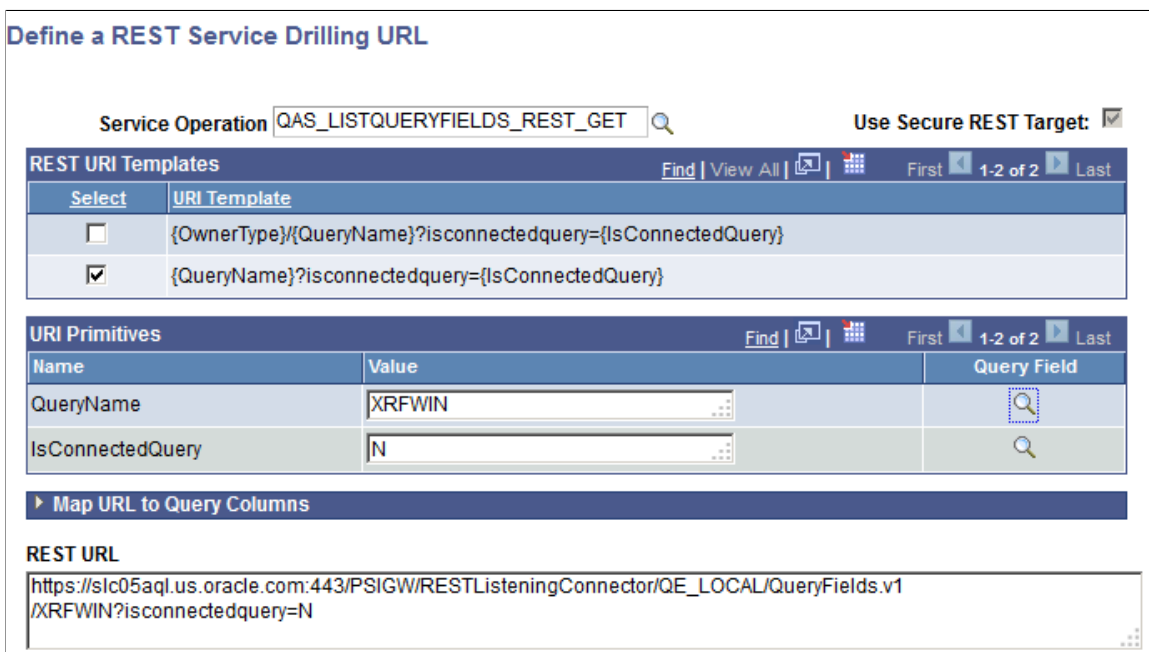 Define a REST Service Drilling URL
Service Operation QAS_LISTQUERYFIELDS_REST_GET Use Secure REST Target:
REST URI Templates Find | View All | | First 1-2 of 2 Last
Select URI Template
{OwnerType}/{QueryName}?isconnectedquery={IsConnectedQuery}
{QueryName}?isconnectedquery={IsConnectedQuery}
URI Primitives Find | | First 1-2 of 2 Last
Name Value Query Field
QueryName XRFWIN
IsConnectedQuery N
Map URL to Query Columns
REST URL
https://slc05aql.us.oracle.com:443/PSIGW/RESTListeningConnector/QE_LOCAL/QueryFields.v1
/XRFWIN?isconnectedquery=N